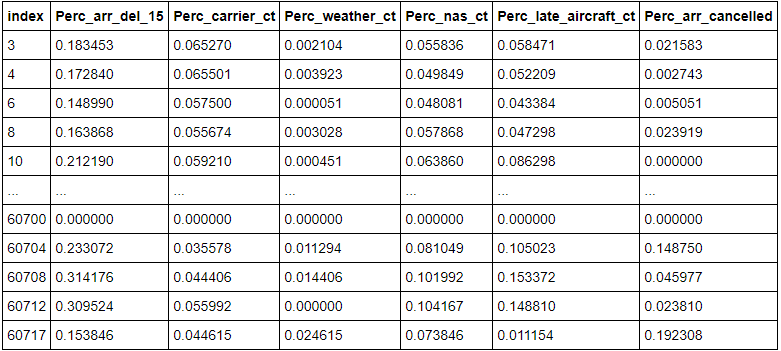 index Perc_arr_del_15 Perc_carrier_ct Perc_weather_ct Perc_nas_ct Perc_late_aircraft_ct Perc_arr_cancelled
3 0.183453 0.065270 0.002104 0.055836 0.058471 0.021583
4 0.172840 0.065501 0.003923 0.049849 0.052209 0.002743
6 0.148990 0.057500 0.000051 0.048081 0.043384 0.005051
8 0.163868 0.055674 0.003028 0.057868 0.047298 0.023919
10 0.212190 0.059210 0.000451 0.063860 0.086298 0.000000
... ... ... ... ... ... ...
60700 0.000000 0.000000 0.000000 0.000000 0.000000 0.000000
60704 0.233072 0.035578 0.011294 0.081049 0.105023 0.148750
60708 0.314176 0.044406 0.014406 0.101992 0.153372 0.045977
60712 0.309524 0.055992 0.000000 0.104167 0.148810 0.023810
60717 0.153846 0.044615 0.024615 0.073846 0.011154 0.192308